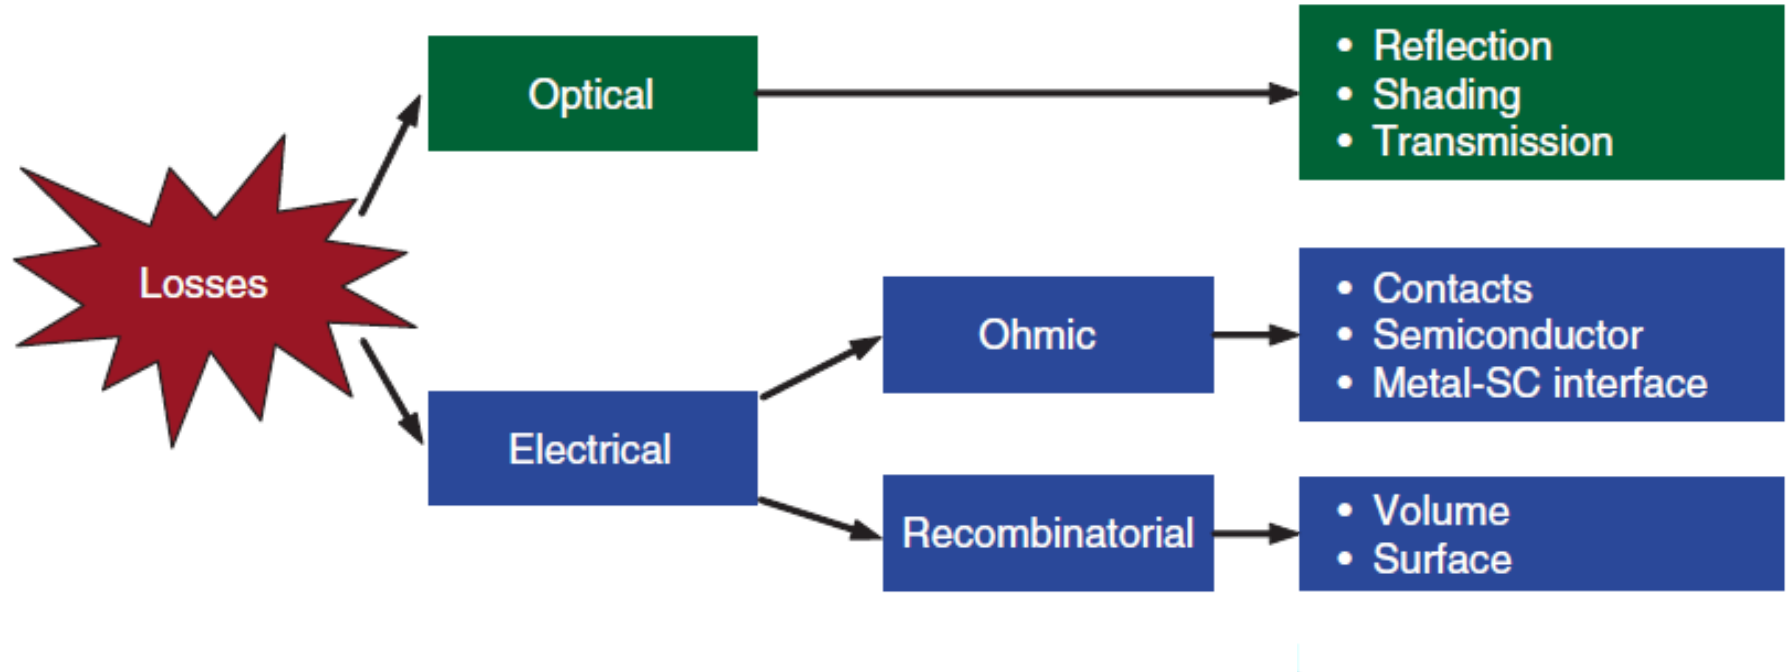 Losses
Optical
• Reflection
• Shading
• Transmission
Electrical
Ohmic
• Contacts
• Semiconductor
• Metal-SC interface
Recombinatorial
• Volume
• Surface